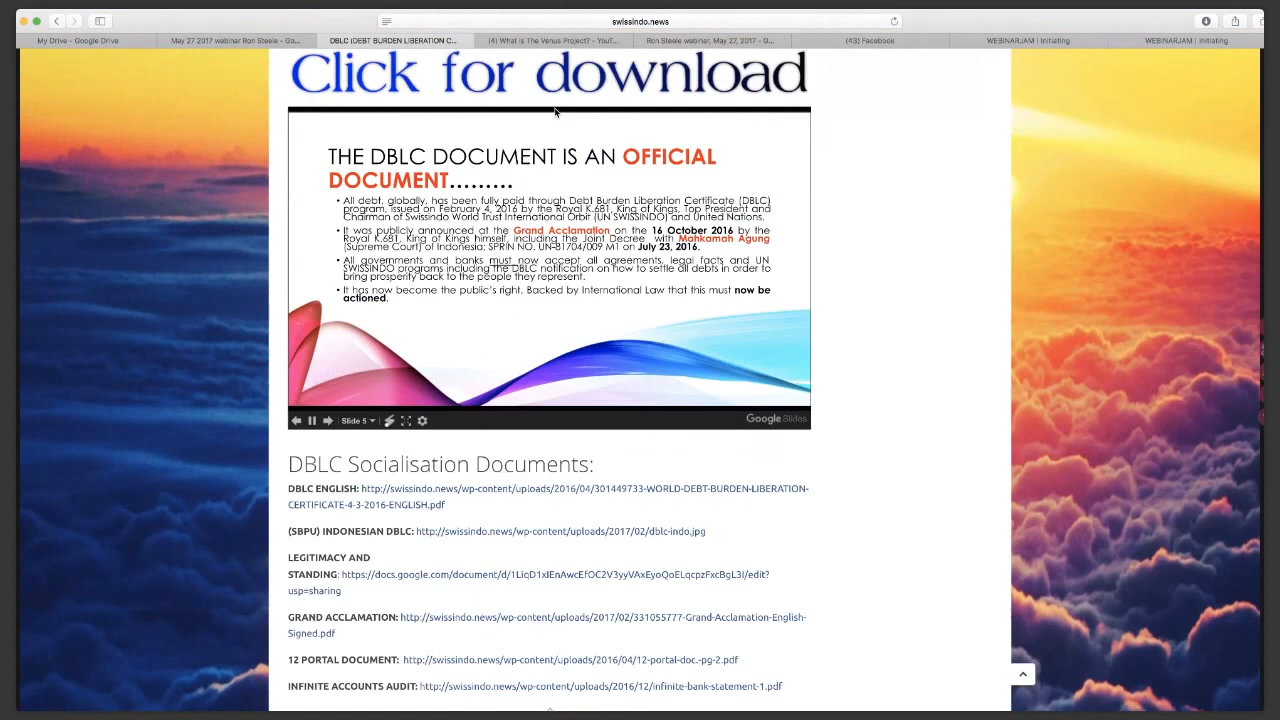 swissindo.news
My Drive - Google Drive
May 27 2017 webinar Ron Steele - Go...
DBLC (DEBT BURDEN LIBERATION C...
(4) What Is The Venus Project? - YouT...
Ron Steele webinar, May 27, 2017 - G...
(43) Facebook
WEBINARJAM | Initiating
WEBINARJAM | Initiating
Click for download
THE DBLC DOCUMENT IS AN OFFICIAL
DOCUMENT.........
• All debt, globally, has been fully paid through Debt Burden Liberation Certificate (DBLC)
program, issued on February 4, 2016 by the Royal K.681, King of Kings, Top President and
Chairman of Swissindo World Trust International Orbit (UN SWISSINDO) and United Nations.
• It was publicly announced at the Grand Acclamation on the 16 October 2016 by the
Royal K.681, King of Kings himself, including the Joint Decree with Mahkamah Agung
(Supreme Court) of Indonesia; SPRIN NO. UN-81704/009 M1 on July 23, 2016.
• All governments and banks must now accept all agreements, legal facts and UN
SWISSINDO programs including the DBLC notification on how to settle all debts in order to
bring prosperity back to the people they represent.
• It has now become the public's right. Backed by International Law that this must now be
actioned.
Slide 5
Google Slides
DBLC Socialisation Documents:
DBLC ENGLISH: http://swissindo.news/wp-content/uploads/2016/04/301449733-WORLD-DEBT-BURDEN-LIBERATION-
CERTIFICATE-4-3-2016-ENGLISH.pdf
(SBPU) INDONESIAN DBLC: http://swissindo.news/wp-content/uploads/2017/02/dblc-indo.jpg
LEGITIMACY AND
STANDING: https://docs.google.com/document/d/1LiqD1xIEnAwcEfOC2V3yyVAxEyoQoELqcpzFxcBgL3I/edit?
usp=sharing
GRAND ACCLAMATION: http://swissindo.news/wp-content/uploads/2017/02/331055777-Grand-Acclamation-English-
Signed.pdf
12 PORTAL DOCUMENT: http://swissindo.news/wp-content/uploads/2016/04/12-portal-doc.-pg-2.pdf
INFINITE ACCOUNTS AUDIT: http://swissindo.news/wp-content/uploads/2016/12/infinite-bank-statement-1.pdf